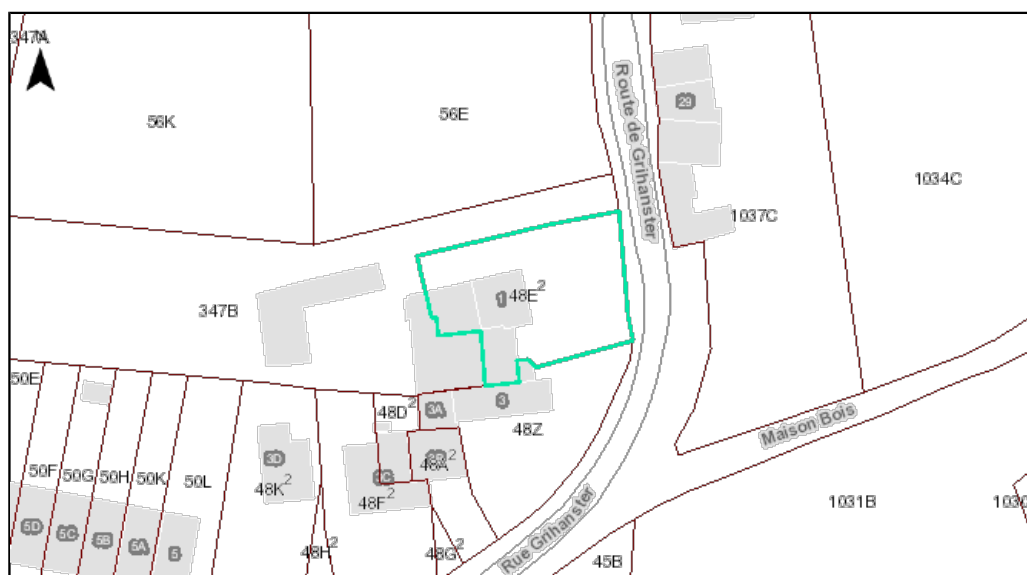 347A
56K
56E
Route de Grihanster
29
1034C
1037C
347B
1
48E²
50E
3A
3
48D²
48Z
Maison Bois
3D
48A²
50F
50G
50H
50K
50L
48K²
3C
48F²
1031B
1030
5D
5C
5B
5A
5
Rue Grihanster
48H²
48G²
45B